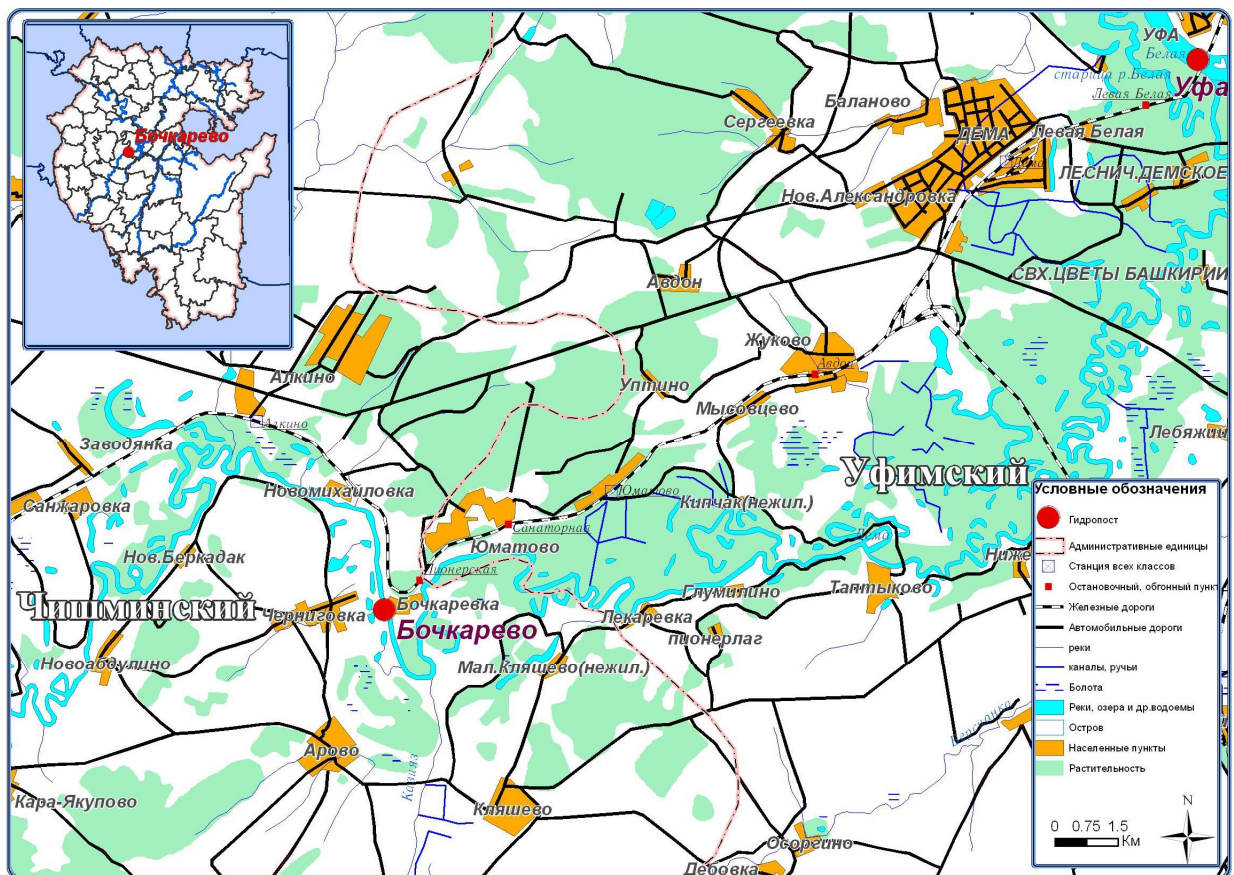 Бочкарево
УФА
Белая
старица р.Белая
Левая Белая
Уфа
Баланово
Сергеевка
ДЕМА
Левая Белая
Дема
ЛЕСНИЧ.ДЕМСКОЕ
Нов.Александровка
СВХ.ЦВЕТЫ БАШКИРИИ
Авдон
Жуково
Авдон
Алкино
Уптино
Мысовцево
Алкино
Заводянка
Лебяжи
Уфимский
Новомихайловка
Юматово
Кипчак(нежил.)
Санжаровка
Санаторная
Юматово
Дема
Нов.Беркадак
Пионерская
Ниже
Глумилино
Таптыково
Чишминский
Черниговка
Бочкаревка
Бочкарево
Лекаревка
пионерлаг
Новоабдулино
Мал.Кляшево(нежил.)
Арово
Кара-Якупово
Кляшево
Осоргино
Дебовка
Условные обозначения
Гидропост
Административные единицы
Станция всех классов
Остановочный, обгонный пункт
Железные дороги
Автомобильные дороги
реки
каналы, ручьи
Болота
Реки, озера и др.водоемы
Остров
Населенные пункты
Растительность
N
0 0.75 1.5
Км